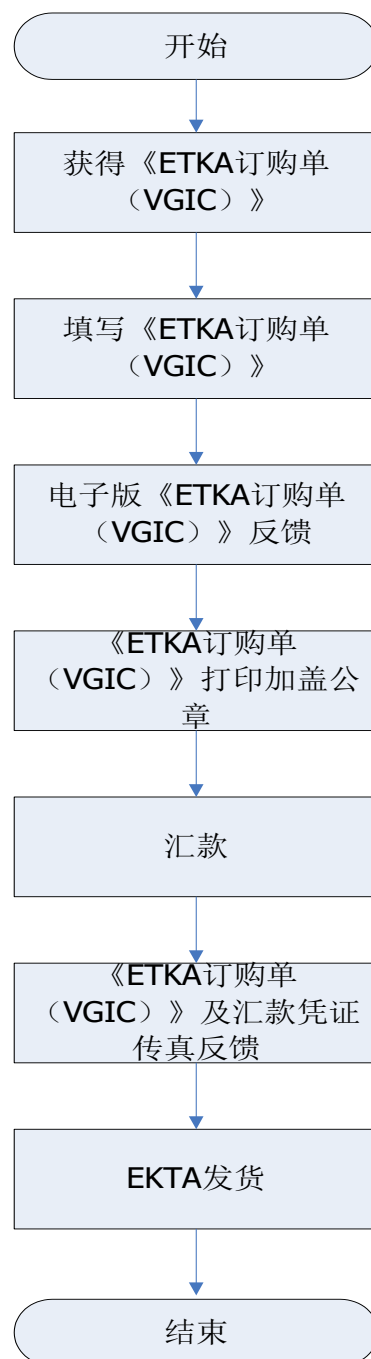 开始
获得《ETKA订购单
（VGIC）》
填写《ETKA订购单
（VGIC）》
电子版《ETKA订购单
（VGIC）》反馈
《ETKA订购单
（VGIC）》打印加盖公
章
汇款
《ETKA订购单
（VGIC）》及汇款凭证
传真反馈
EKTA发货
结束